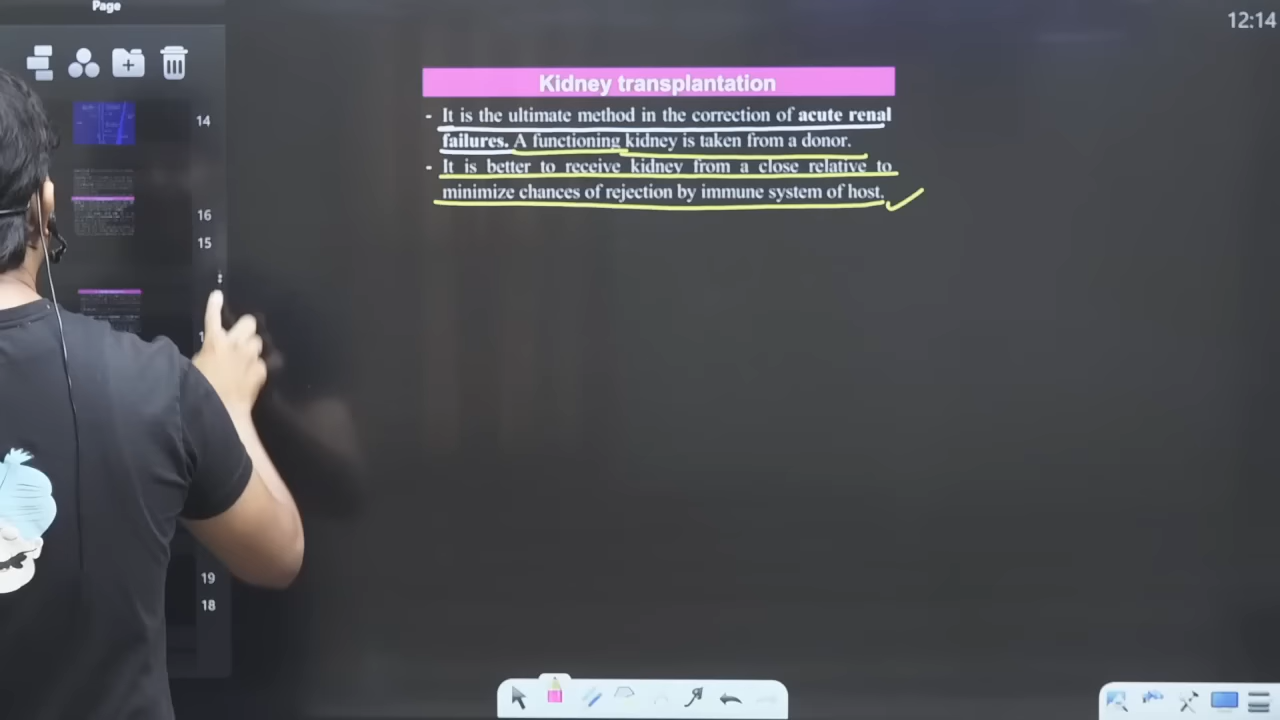 Page
12:14
14
Kidney transplantation
- It is the ultimate method in the correction of acute renal
failures. A functioning kidney is taken from a donor.
- It is better to receive kidney from a close relative to
minimize chances of rejection by immune system of host.
16
15
19
18